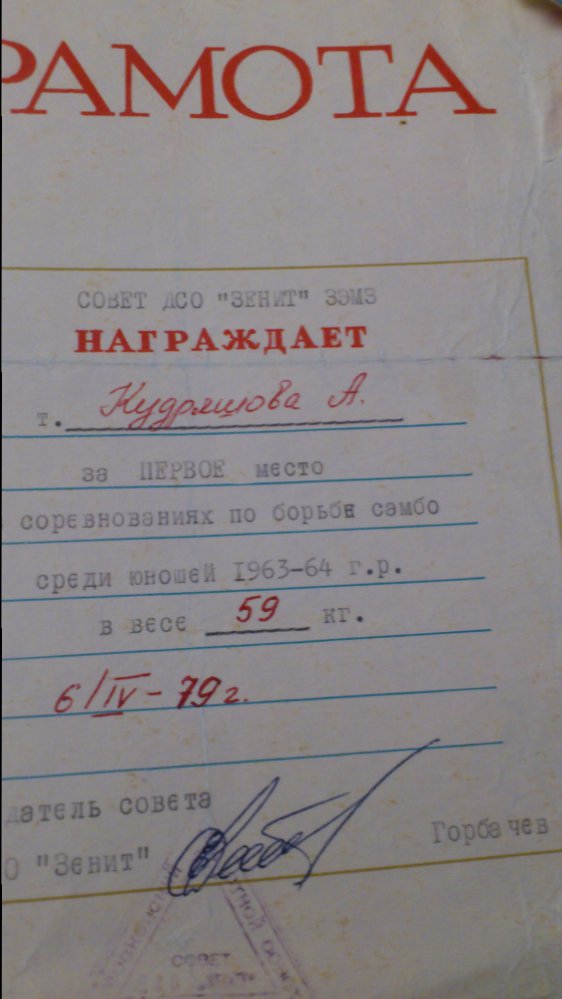 РАМОТА
СОВЕТ ДСО "ЗЕНИТ" ЗЭМЗ
НАГРАЖДАЕТ
т. Кудряшова А.
за ПЕРВОЕ место
соревнованиях по борьбе самбо
среди юношей 1963-64 г.р.
в весе 59 кг.
6/IV-79г.
датель совета
О "Зенит"
Горбачев
СОВЕТ